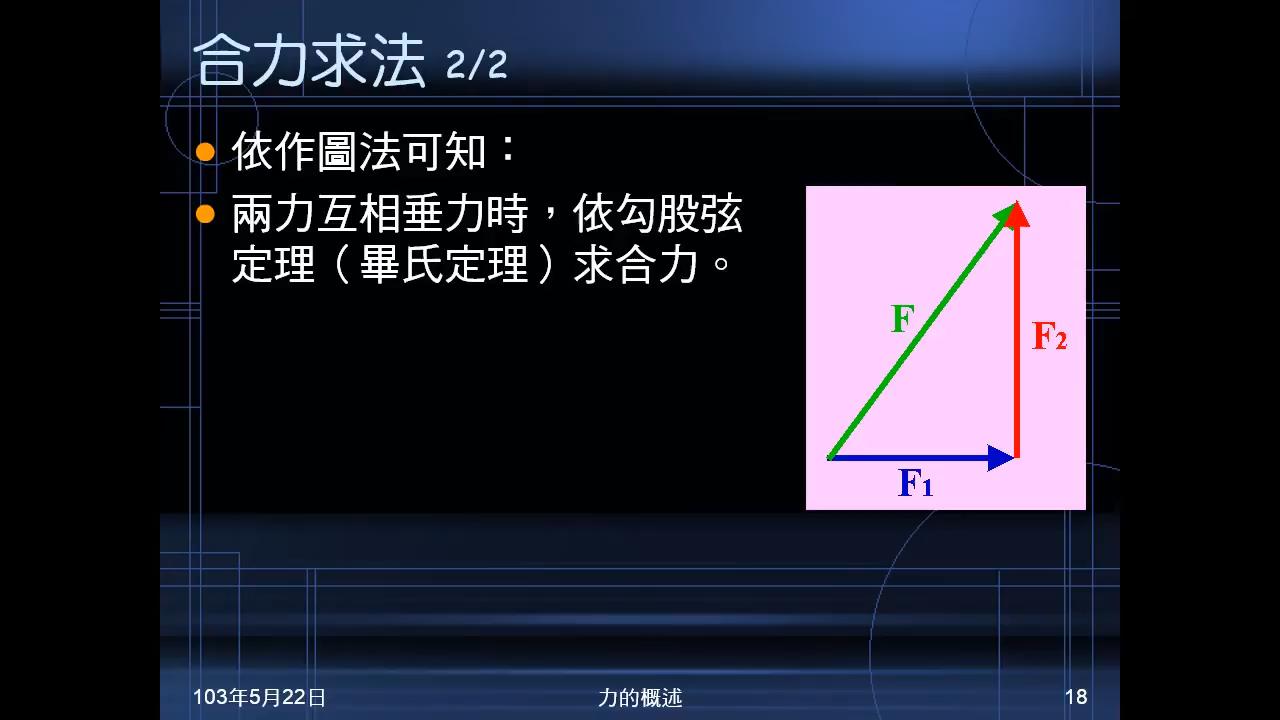 合力求法 2/2
依作圖法可知：
兩力互相垂力時，依勾股弦
定理（畢氏定理）求合力。
F
F2
F1
103年5月22日
力的概述
18